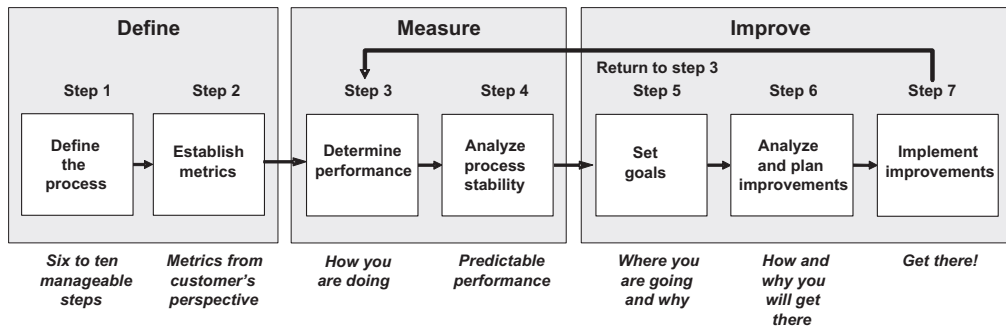 Define
Measure
Improve
Return to step 3
Step 1
Step 2
Step 3
Step 4
Step 5
Step 6
Step 7
Define
the
process
Establish
metrics
Determine
performance
Analyze
process
stability
Set
goals
Analyze
and plan
improvements
Implement
improvements
Six to ten
manageable
steps
Metrics from
customer's
perspective
How you
are doing
Predictable
performance
Where you
are going
and why
How and
why you
will get
there
Get there!